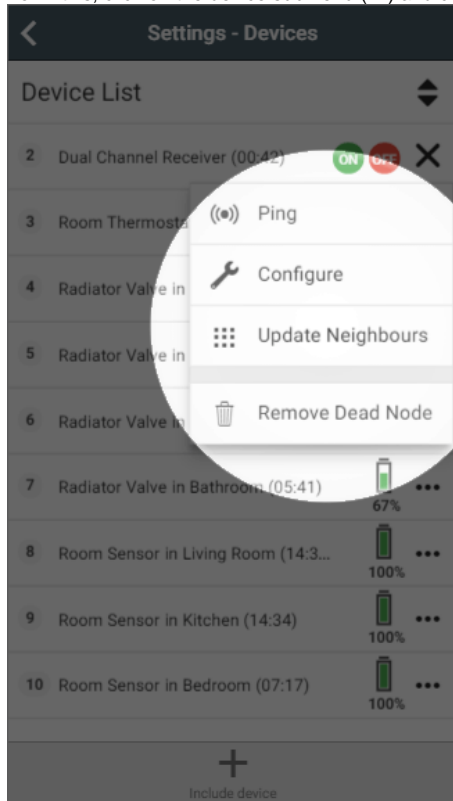 Settings - Devices
Device List
2 Dual Channel Receiver (00:42) ON OFF
3 Room Thermosta
Ping
4 Radiator Valve in
Configure
5 Radiator Valve in
Update Neighbours
6 Radiator Valve in
Remove Dead Node
7 Radiator Valve in Bathroom (05:41)
67%
8 Room Sensor in Living Room (14:3...
100%
9 Room Sensor in Kitchen (14:34)
100%
10 Room Sensor in Bedroom (07:17)
100%
Include device